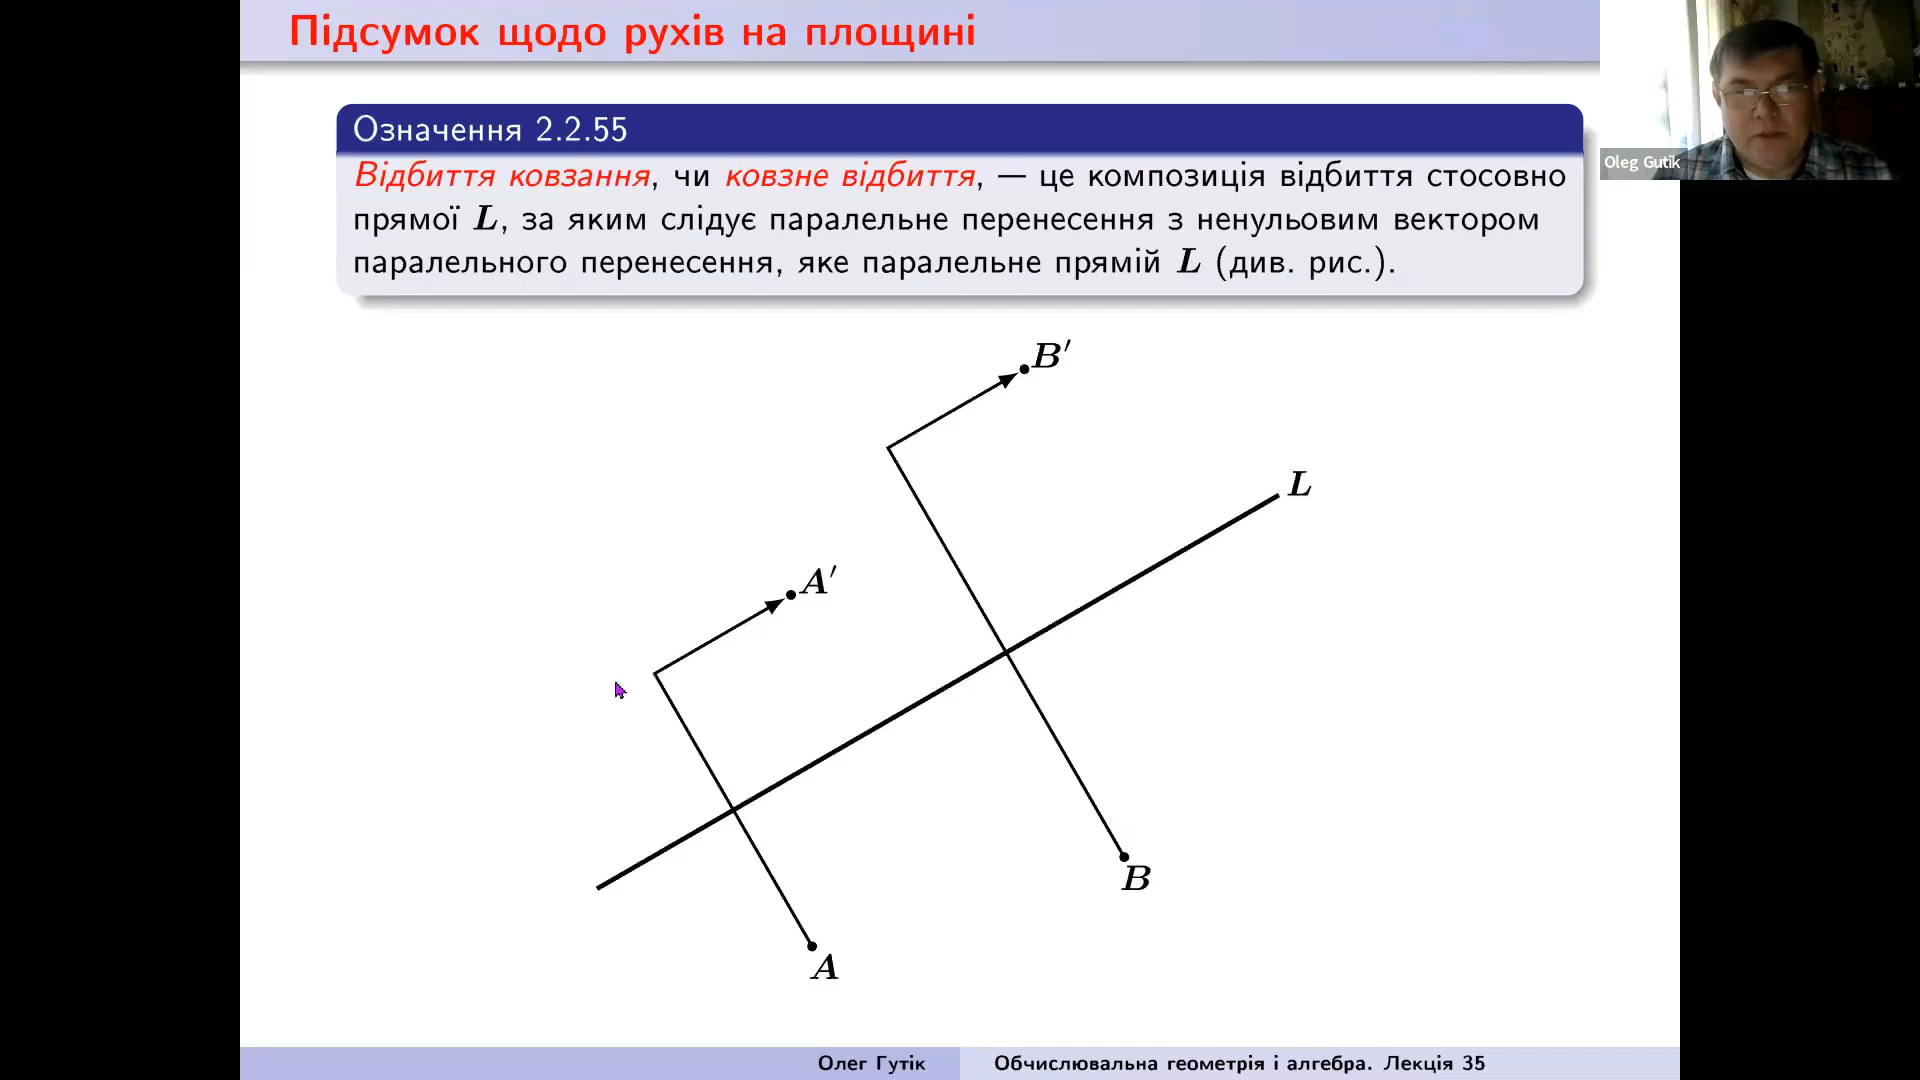 Підсумок щодо рухів на площині
Oleg Gutik
Означення 2.2.55
Відбиття ковзання, чи ковзне відбиття, — це композиція відбиття стосовно
прямої L, за яким слідує паралельне перенесення з ненульовим вектором
паралельного перенесення, яке паралельне прямій L (див. рис.).
B′
L
A′
B
A
Олег Гутік
Обчислювальна геометрія і алгебра. Лекція 35